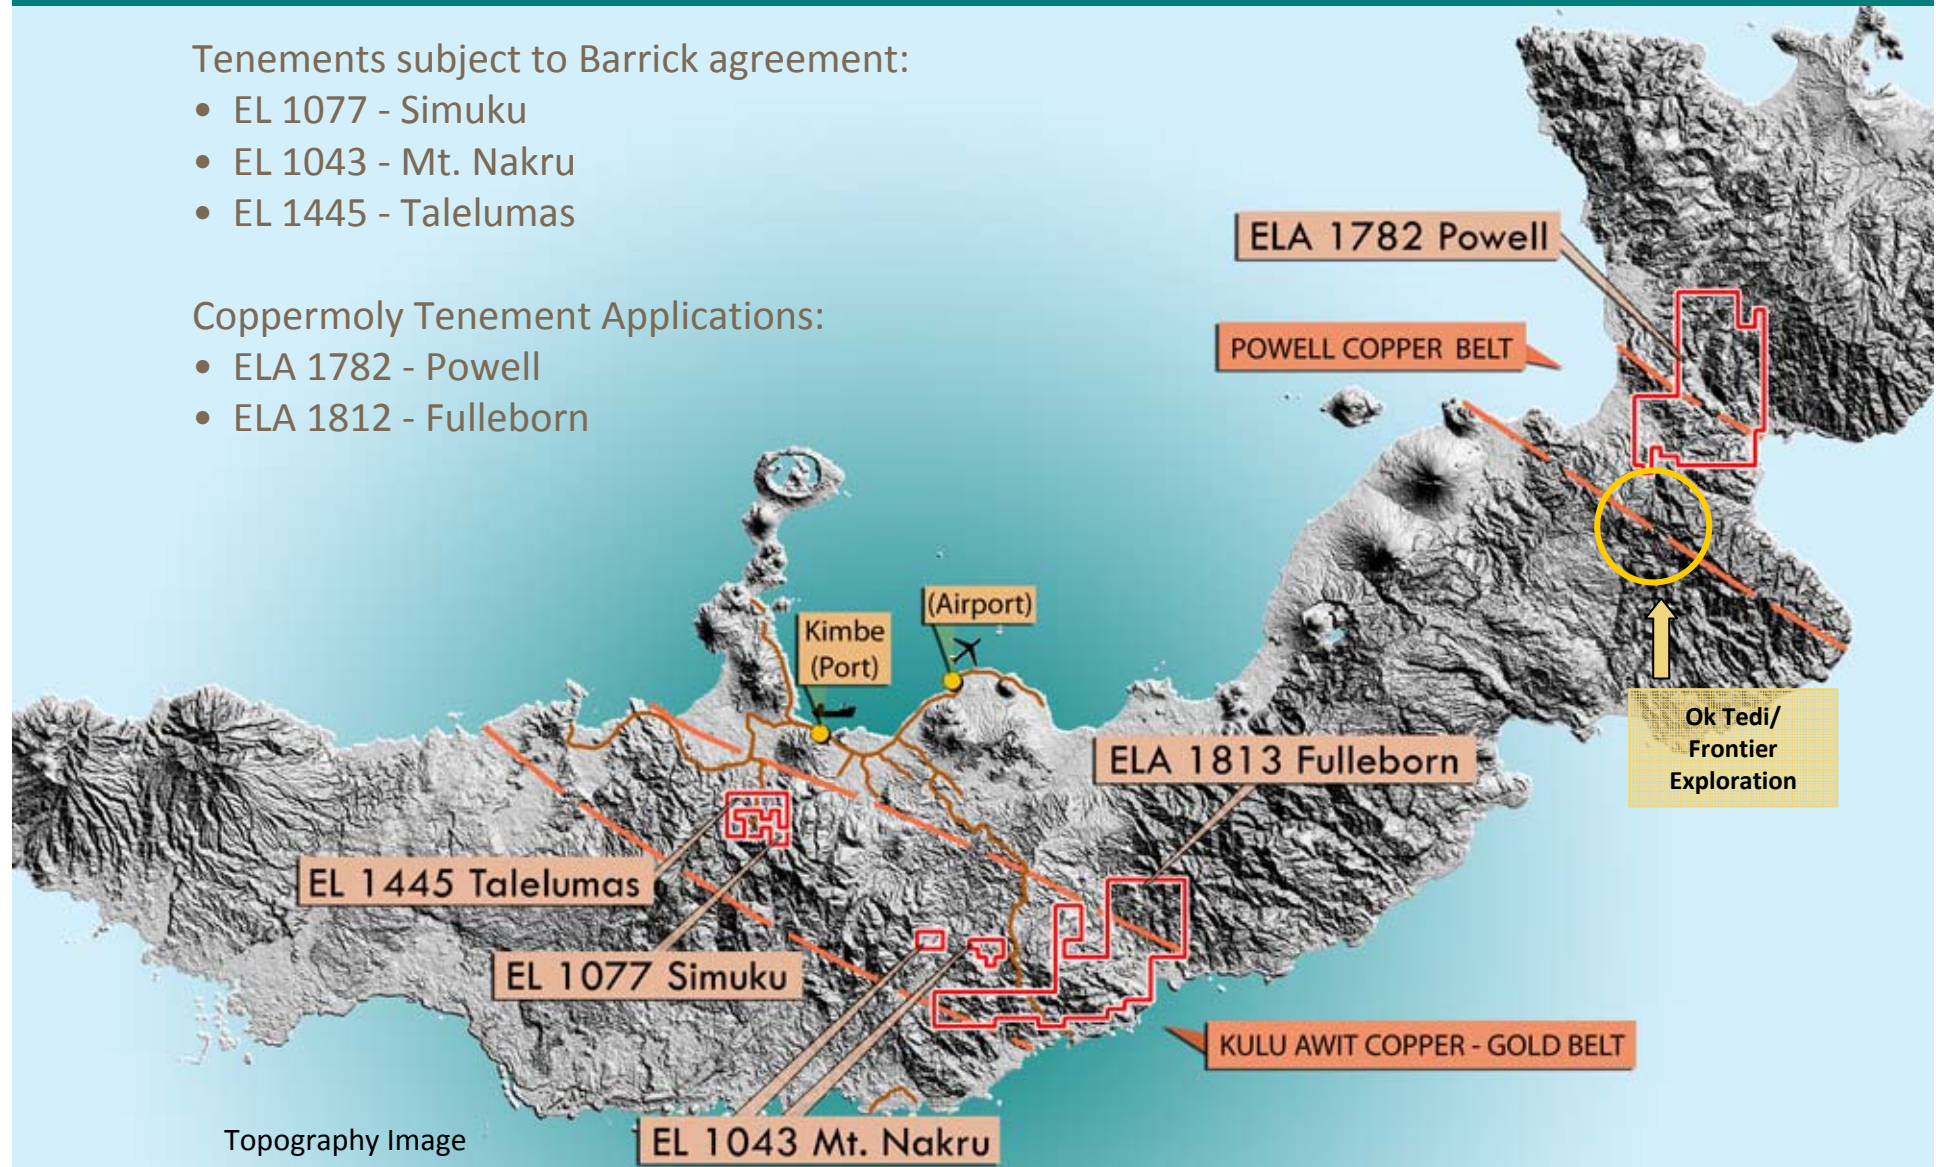 Tenements subject to Barrick agreement:
• EL 1077 - Simuku
• EL 1043 - Mt. Nakru
• EL 1445 - Talelumas
Coppermoly Tenement Applications:
• ELA 1782 - Powell
• ELA 1812 - Fulleborn
ELA 1782 Powell
POWELL COPPER BELT
(Airport)
Kimbe
(Port)
Ok Tedi/
Frontier
Exploration
ELA 1813 Fulleborn
EL 1445 Talelumas
EL 1077 Simuku
KULU AWIT COPPER - GOLD BELT
EL 1043 Mt. Nakru
Topography Image